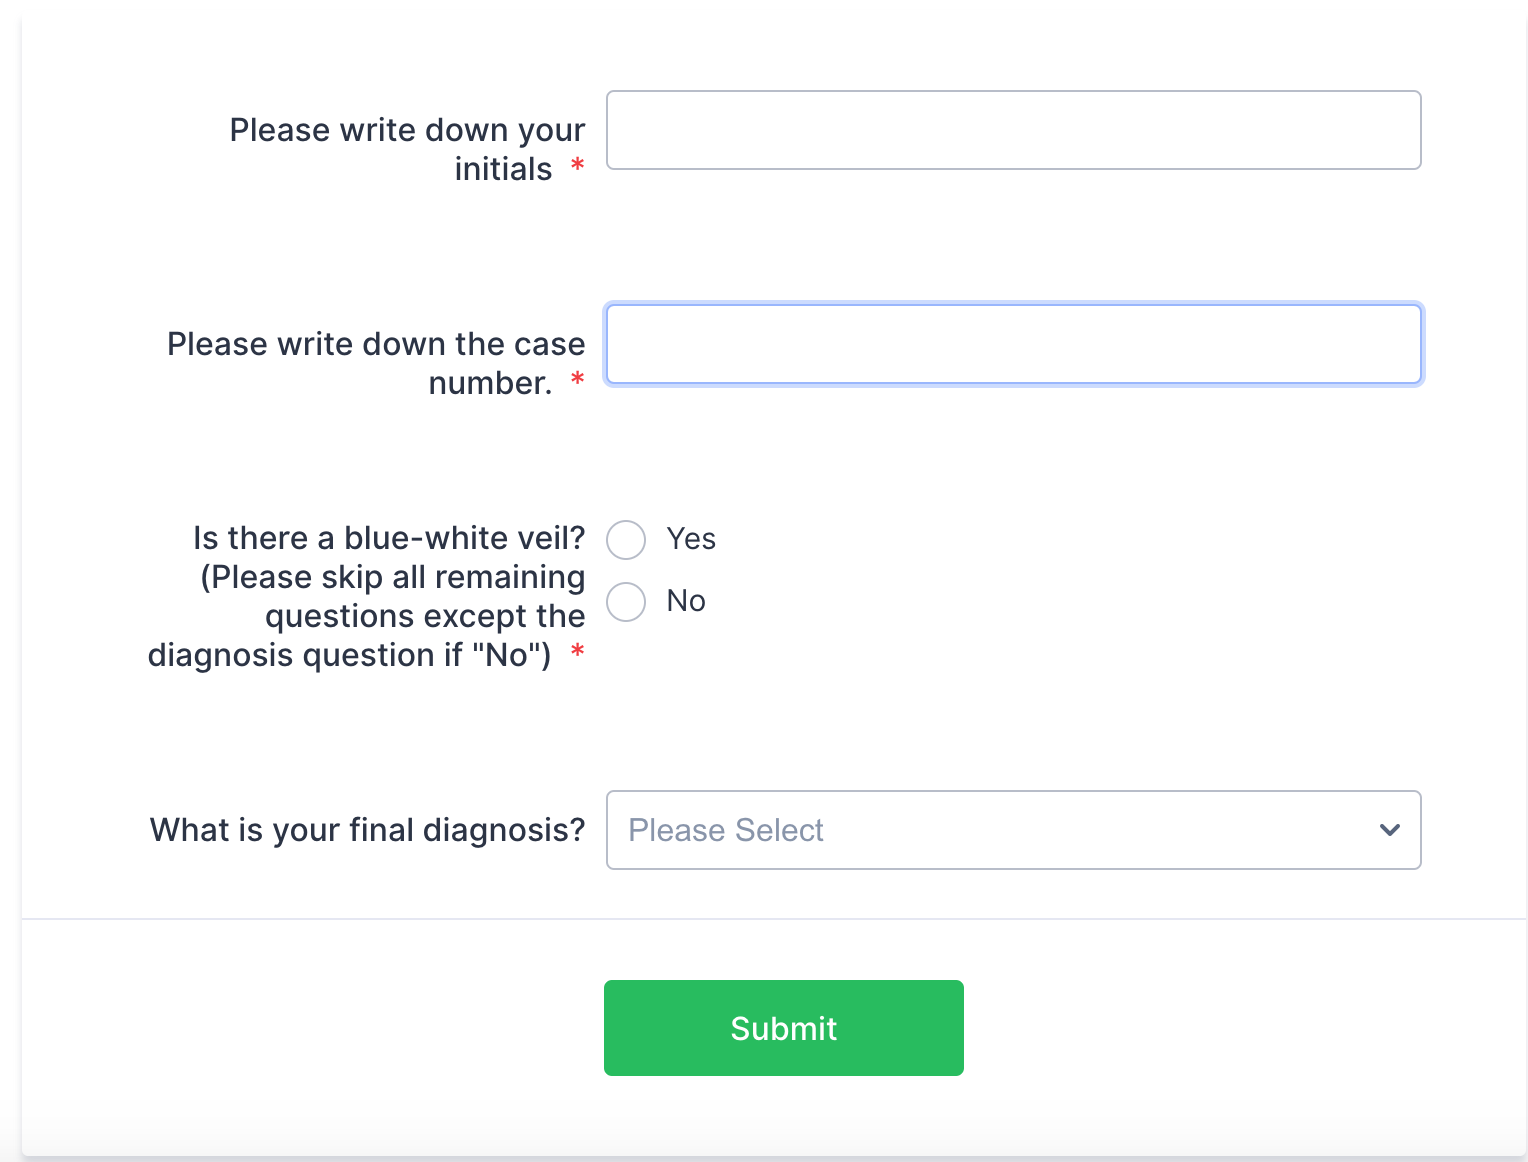 Please write down your
initials *
Please write down the case
number. *
Is there a blue-white veil?
(Please skip all remaining
questions except the
diagnosis question if "No") *
Yes
No
What is your final diagnosis?
Please Select
Submit